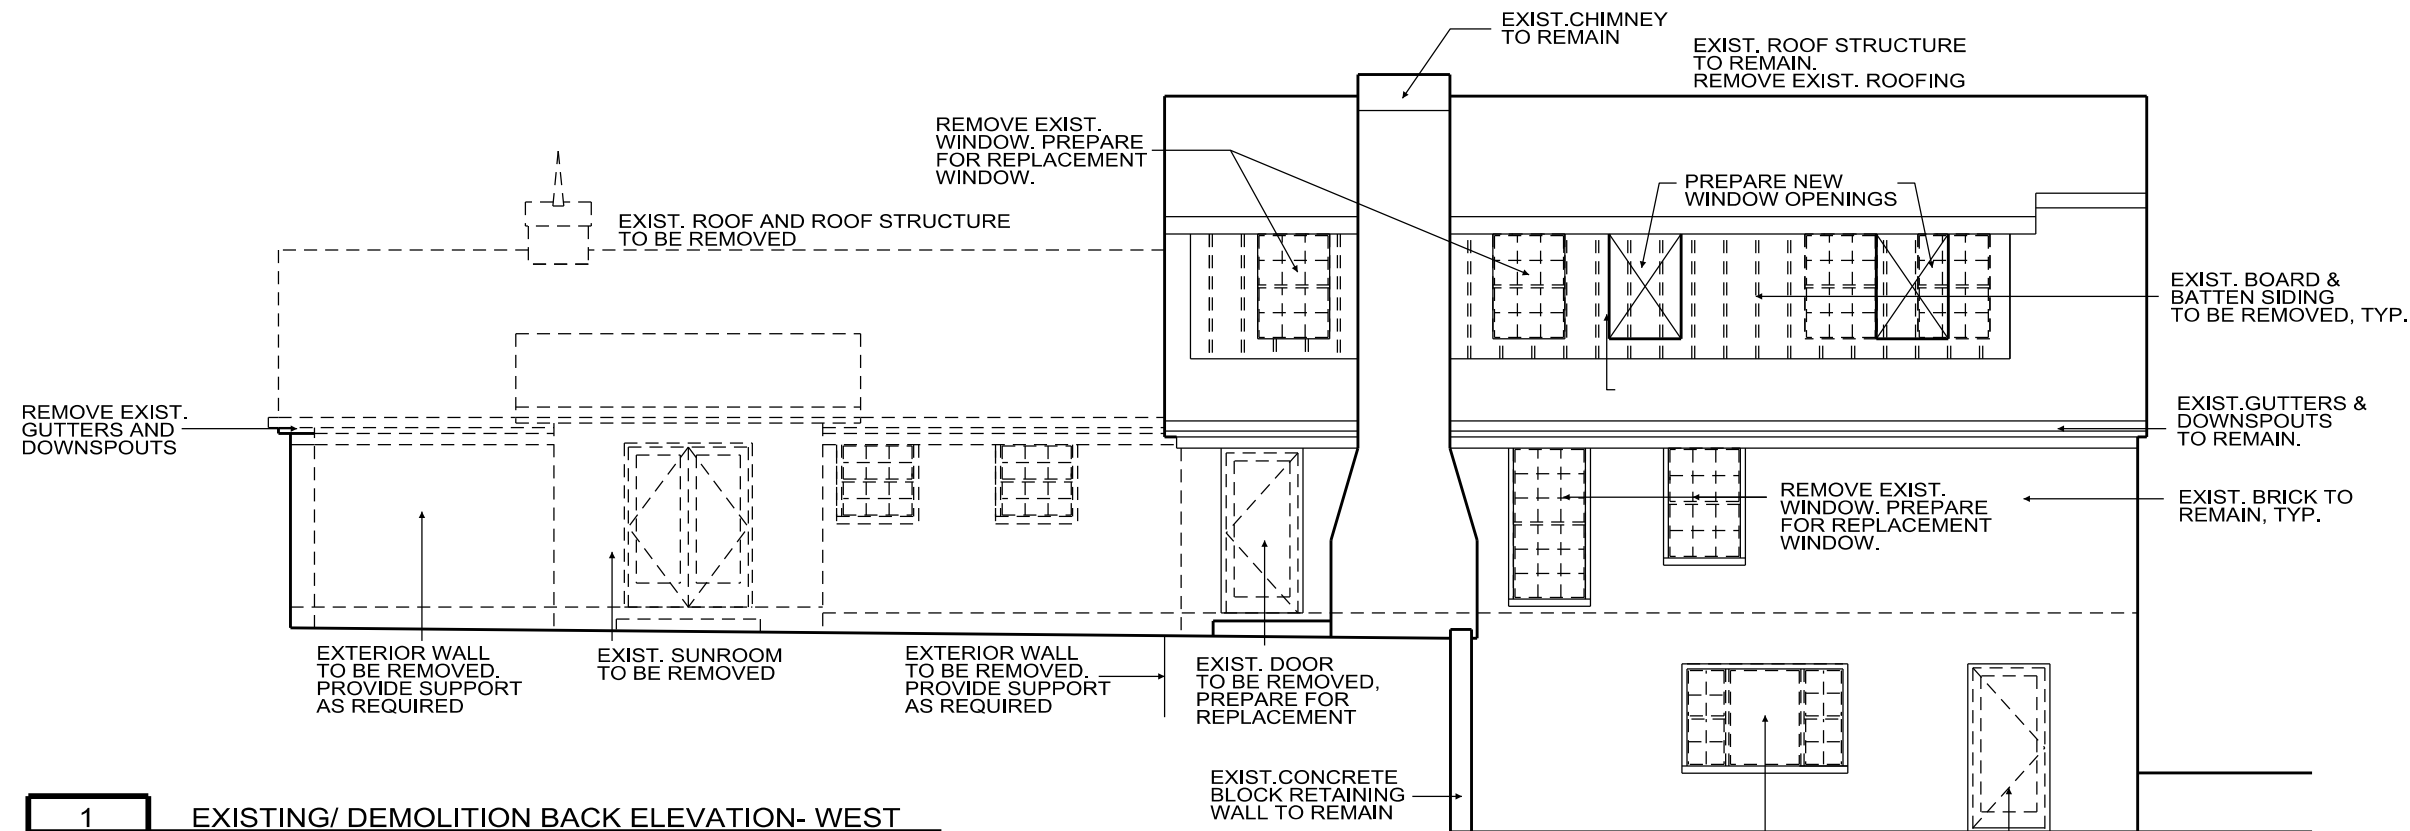 EXIST.CHIMNEY
TO REMAIN
EXIST. ROOF STRUCTURE
TO REMAIN.
REMOVE EXIST. ROOFING
REMOVE EXIST.
WINDOW. PREPARE
FOR REPLACEMENT
WINDOW.
PREPARE NEW
WINDOW OPENINGS
EXIST. ROOF AND ROOF STRUCTURE
TO BE REMOVED
EXIST. BOARD &
BATTEN SIDING
TO BE REMOVED, TYP.
REMOVE EXIST.
GUTTERS AND
DOWNSPOUTS
EXIST.GUTTERS &
DOWNSPOUTS
TO REMAIN.
REMOVE EXIST.
WINDOW. PREPARE
FOR REPLACEMENT
WINDOW.
EXIST. BRICK TO
REMAIN, TYP.
EXTERIOR WALL
TO BE REMOVED.
PROVIDE SUPPORT
AS REQUIRED
EXIST. SUNROOM
TO BE REMOVED
EXTERIOR WALL
TO BE REMOVED.
PROVIDE SUPPORT
AS REQUIRED
EXIST. DOOR
TO BE REMOVED,
PREPARE FOR
REPLACEMENT
EXIST.CONCRETE
BLOCK RETAINING
WALL TO REMAIN
1
EXISTING/ DEMOLITION BACK ELEVATION- WEST